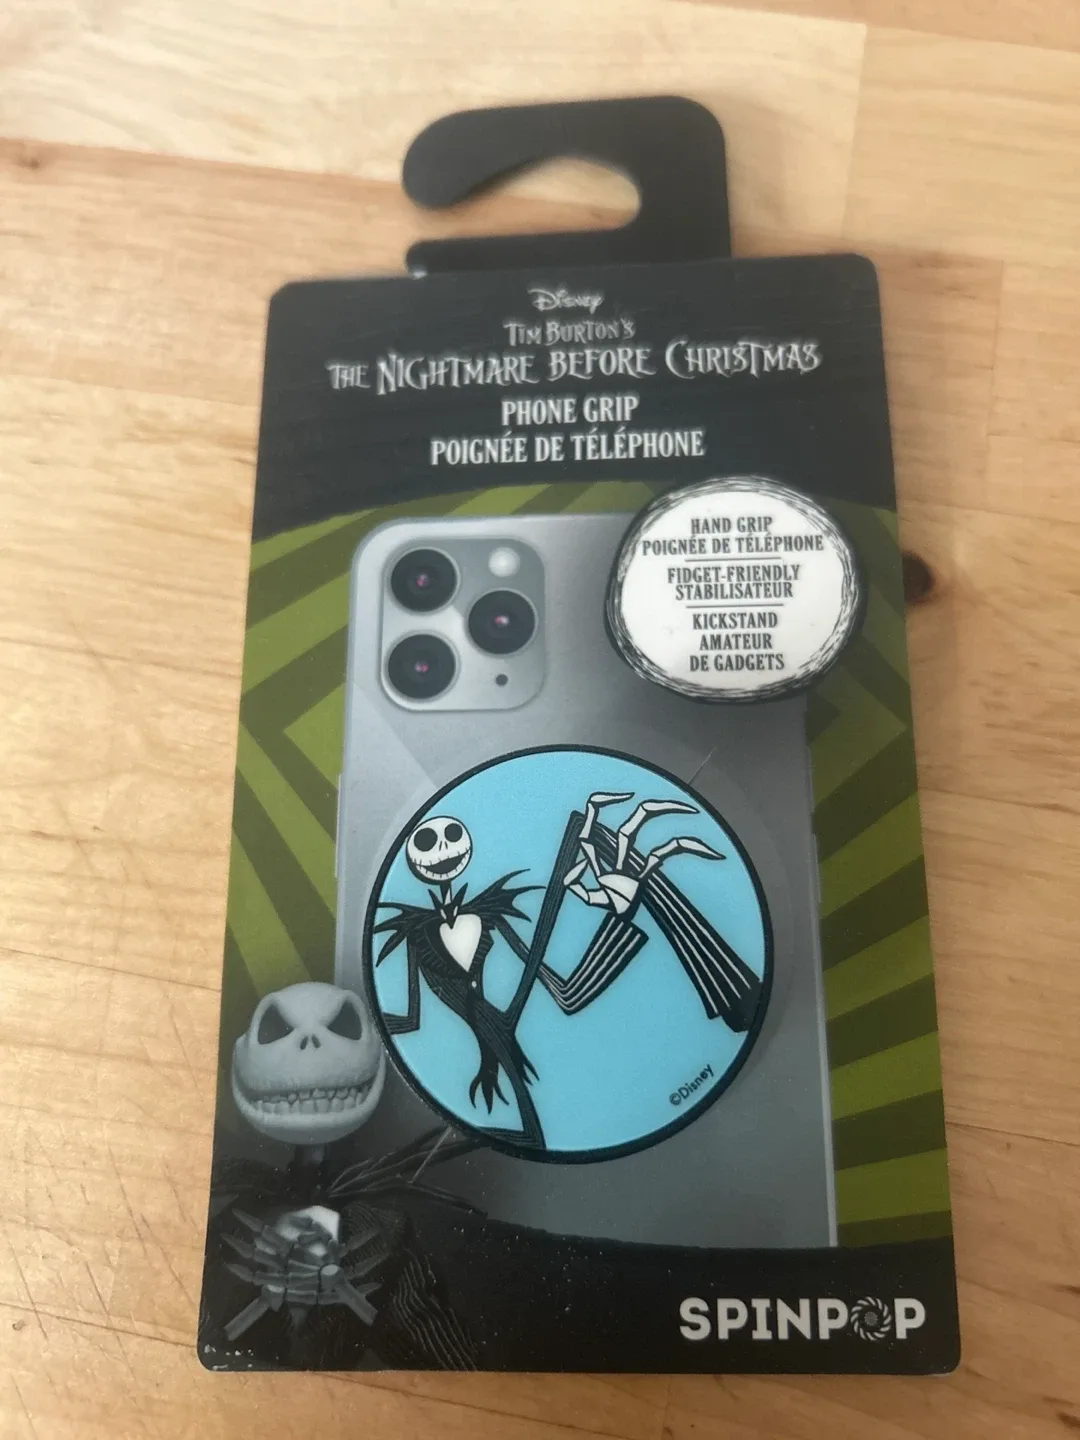 Disney
TIM BURTON'S
THE NIGHTMARE BEFORE CHRISTMAS
PHONE GRIP
POIGNÉE DE TÉLÉPHONE
HAND GRIP
POIGNÉE DE TÉLÉPHONE
FIDGET-FRIENDLY
STABILISATEUR
KICKSTAND
AMATEUR
DE GADGETS
©Disney
SPINPOP